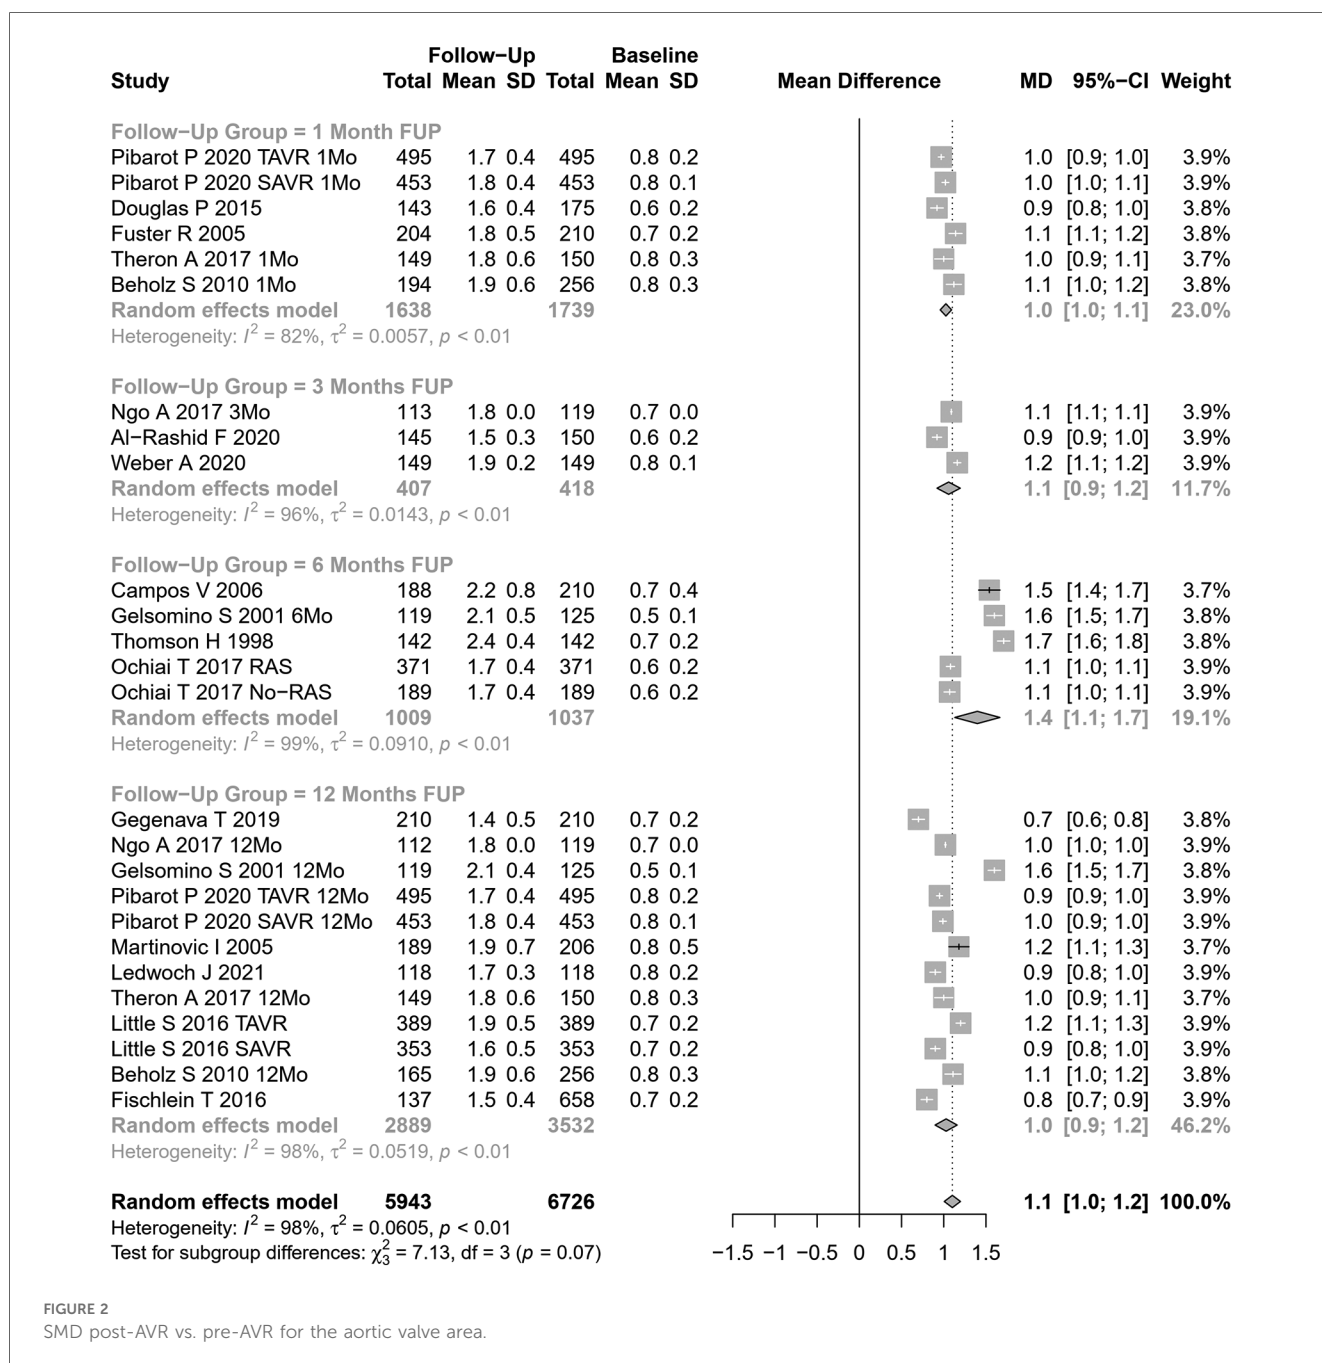 Follow−Up Baseline
Study Total Mean SD Total Mean SD Mean Difference MD 95%−CI Weight
Follow−Up Group = 1 Month FUP
Pibarot P 2020 TAVR 1Mo 495 1.7 0.4 495 0.8 0.2 1.0 [0.9; 1.0] 3.9%
Pibarot P 2020 SAVR 1Mo 453 1.8 0.4 453 0.8 0.1 1.0 [1.0; 1.1] 3.9%
Douglas P 2015 143 1.6 0.4 175 0.6 0.2 0.9 [0.8; 1.0] 3.8%
Fuster R 2005 204 1.8 0.5 210 0.7 0.2 1.1 [1.1; 1.2] 3.8%
Theron A 2017 1Mo 149 1.8 0.6 150 0.8 0.3 1.0 [0.9; 1.1] 3.7%
Beholz S 2010 1Mo 194 1.9 0.6 256 0.8 0.3 1.1 [1.0; 1.2] 3.8%
Random effects model 1638 1739 1.0 [1.0; 1.1] 23.0%
Heterogeneity: I² = 82%, τ² = 0.0057, p < 0.01
Follow−Up Group = 3 Months FUP
Ngo A 2017 3Mo 113 1.8 0.0 119 0.7 0.0 1.1 [1.1; 1.1] 3.9%
Al−Rashid F 2020 145 1.5 0.3 150 0.6 0.2 0.9 [0.9; 1.0] 3.9%
Weber A 2020 149 1.9 0.2 149 0.8 0.1 1.2 [1.1; 1.2] 3.9%
Random effects model 407 418 1.1 [0.9; 1.2] 11.7%
Heterogeneity: I² = 96%, τ² = 0.0143, p < 0.01
Follow−Up Group = 6 Months FUP
Campos V 2006 188 2.2 0.8 210 0.7 0.4 1.5 [1.4; 1.7] 3.7%
Gelsomino S 2001 6Mo 119 2.1 0.5 125 0.5 0.1 1.6 [1.5; 1.7] 3.8%
Thomson H 1998 142 2.4 0.4 142 0.7 0.2 1.7 [1.6; 1.8] 3.8%
Ochiai T 2017 RAS 371 1.7 0.4 371 0.6 0.2 1.1 [1.0; 1.1] 3.9%
Ochiai T 2017 No−RAS 189 1.7 0.4 189 0.6 0.2 1.1 [1.0; 1.1] 3.9%
Random effects model 1009 1037 1.4 [1.1; 1.7] 19.1%
Heterogeneity: I² = 99%, τ² = 0.0910, p < 0.01
Follow−Up Group = 12 Months FUP
Gegenava T 2019 210 1.4 0.5 210 0.7 0.2 0.7 [0.6; 0.8] 3.8%
Ngo A 2017 12Mo 112 1.8 0.0 119 0.7 0.0 1.0 [1.0; 1.0] 3.9%
Gelsomino S 2001 12Mo 119 2.1 0.4 125 0.5 0.1 1.6 [1.5; 1.7] 3.8%
Pibarot P 2020 TAVR 12Mo 495 1.7 0.4 495 0.8 0.2 0.9 [0.9; 1.0] 3.9%
Pibarot P 2020 SAVR 12Mo 453 1.8 0.4 453 0.8 0.1 1.0 [0.9; 1.0] 3.9%
Martinovic I 2005 189 1.9 0.7 206 0.8 0.5 1.2 [1.1; 1.3] 3.7%
Ledwoch J 2021 118 1.7 0.3 118 0.8 0.2 0.9 [0.8; 1.0] 3.9%
Theron A 2017 12Mo 149 1.8 0.6 150 0.8 0.3 1.0 [0.9; 1.1] 3.7%
Little S 2016 TAVR 389 1.9 0.5 389 0.7 0.2 1.2 [1.1; 1.3] 3.9%
Little S 2016 SAVR 353 1.6 0.5 353 0.7 0.2 0.9 [0.8; 1.0] 3.9%
Beholz S 2010 12Mo 165 1.9 0.6 256 0.8 0.3 1.1 [1.0; 1.2] 3.8%
Fischlein T 2016 137 1.5 0.4 658 0.7 0.2 0.8 [0.7; 0.9] 3.9%
Random effects model 2889 3532 1.0 [0.9; 1.2] 46.2%
Heterogeneity: I² = 98%, τ² = 0.0519, p < 0.01
Random effects model 5943 6726 1.1 [1.0; 1.2] 100.0%
Heterogeneity: I² = 98%, τ² = 0.0605, p < 0.01
Test for subgroup differences: χ²₃ = 7.13, df = 3 (p = 0.07)
−1.5 −1 −0.5 0 0.5 1 1.5
FIGURE 2
SMD post-AVR vs. pre-AVR for the aortic valve area.